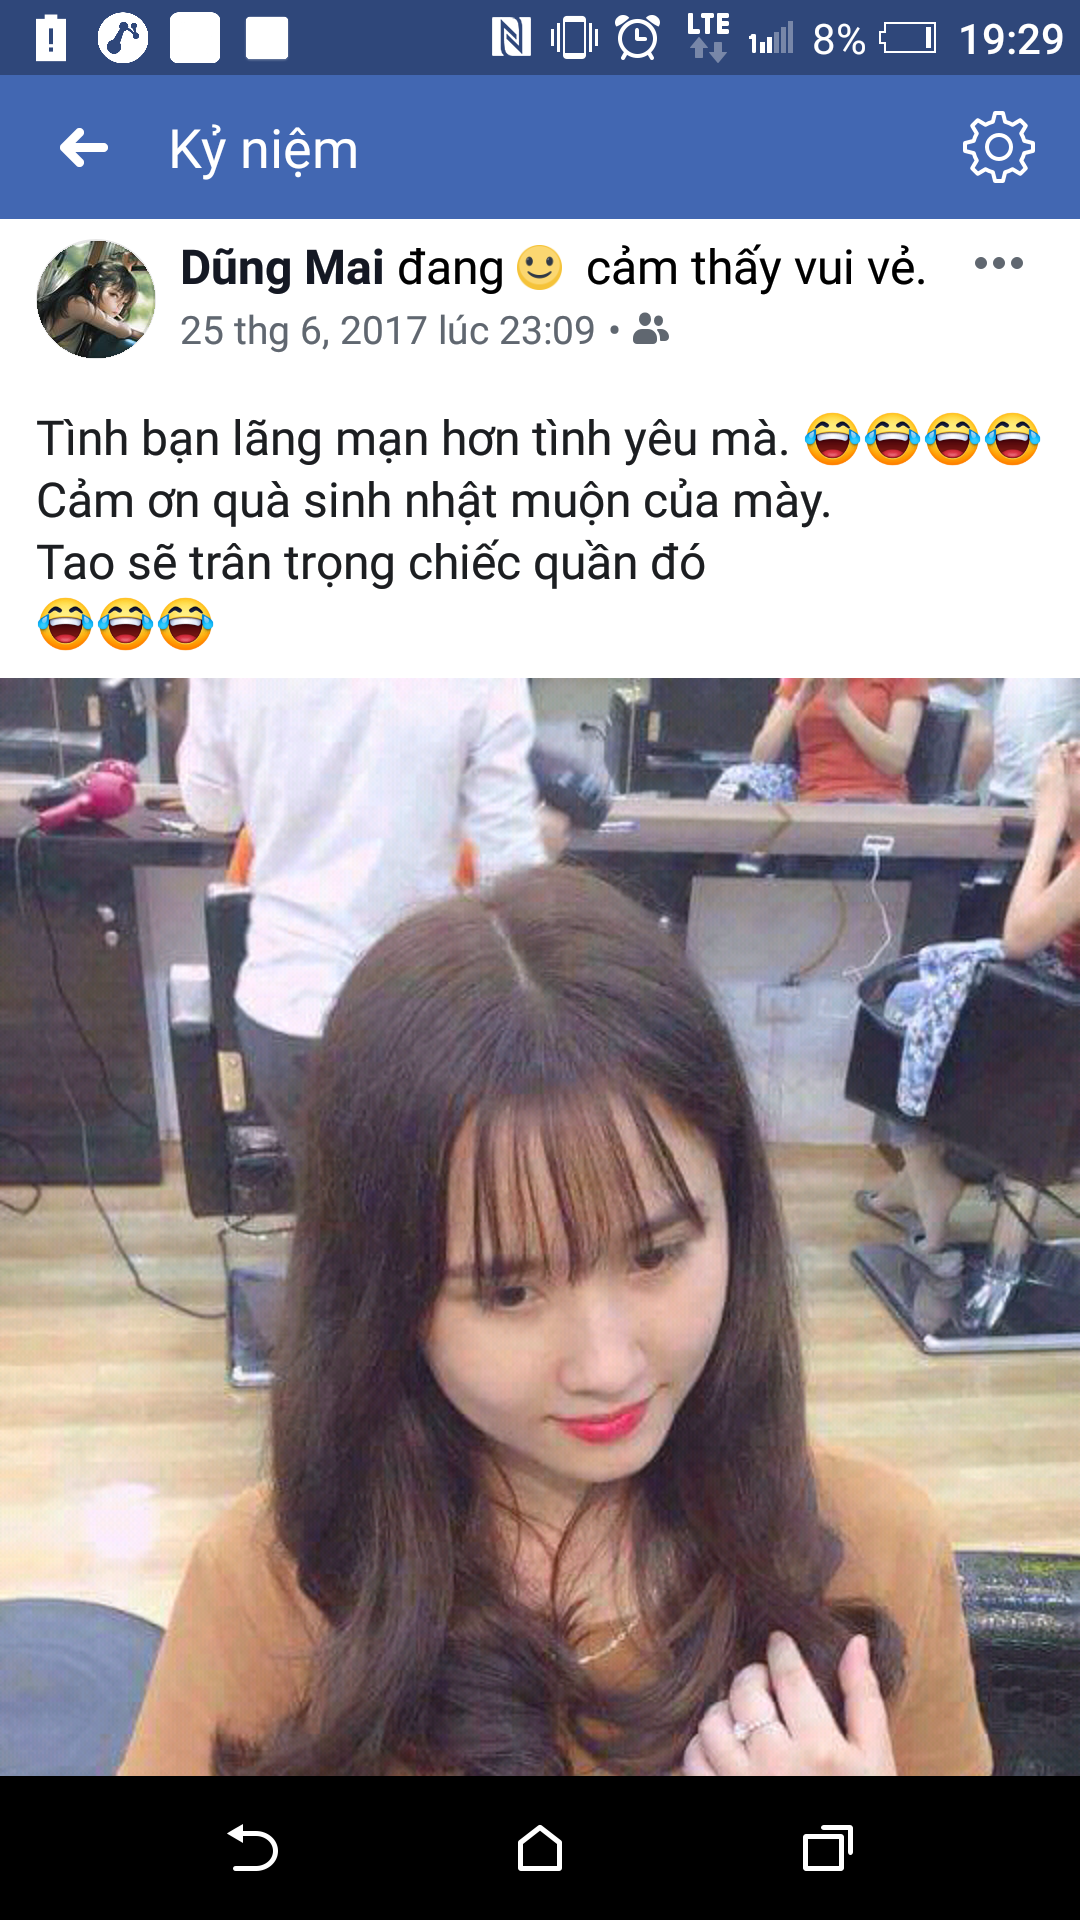 LTE
8% 19:29
Kỷ niệm
Dũng Mai đang 🙂 cảm thấy vui vẻ.
25 thg 6, 2017 lúc 23:09 •
Tình bạn lãng mạn hơn tình yêu mà. 😂😂😂😂
Cảm ơn quà sinh nhật muộn của mày.
Tao sẽ trân trọng chiếc quần đó
😂😂😂